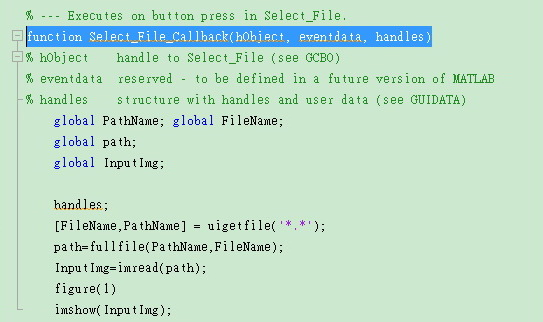 % --- Executes on button press in Select_File.
function Select_File_Callback(hObject, eventdata, handles)
% hObject    handle to Select_File (see GCBO)
% eventdata  reserved - to be defined in a future version of MATLAB
% handles    structure with handles and user data (see GUIDATA)
global PathName; global FileName;
global path;
global InputImg;
handles;
[FileName,PathName] = uigetfile('*.*');
path=fullfile(PathName,FileName);
InputImg=imread(path);
figure(1)
imshow(InputImg);